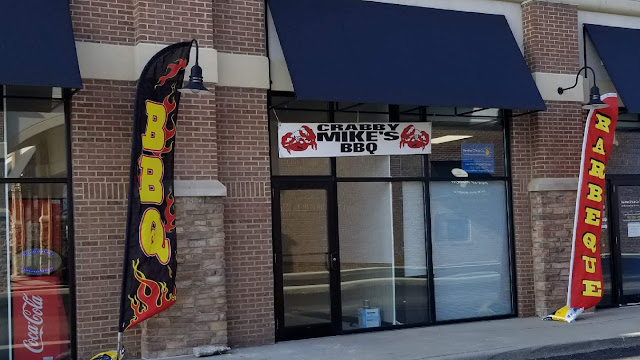 BBQ
CRABBY
MIKE'S
BBQ
BARBEQUE
Coca-Cola